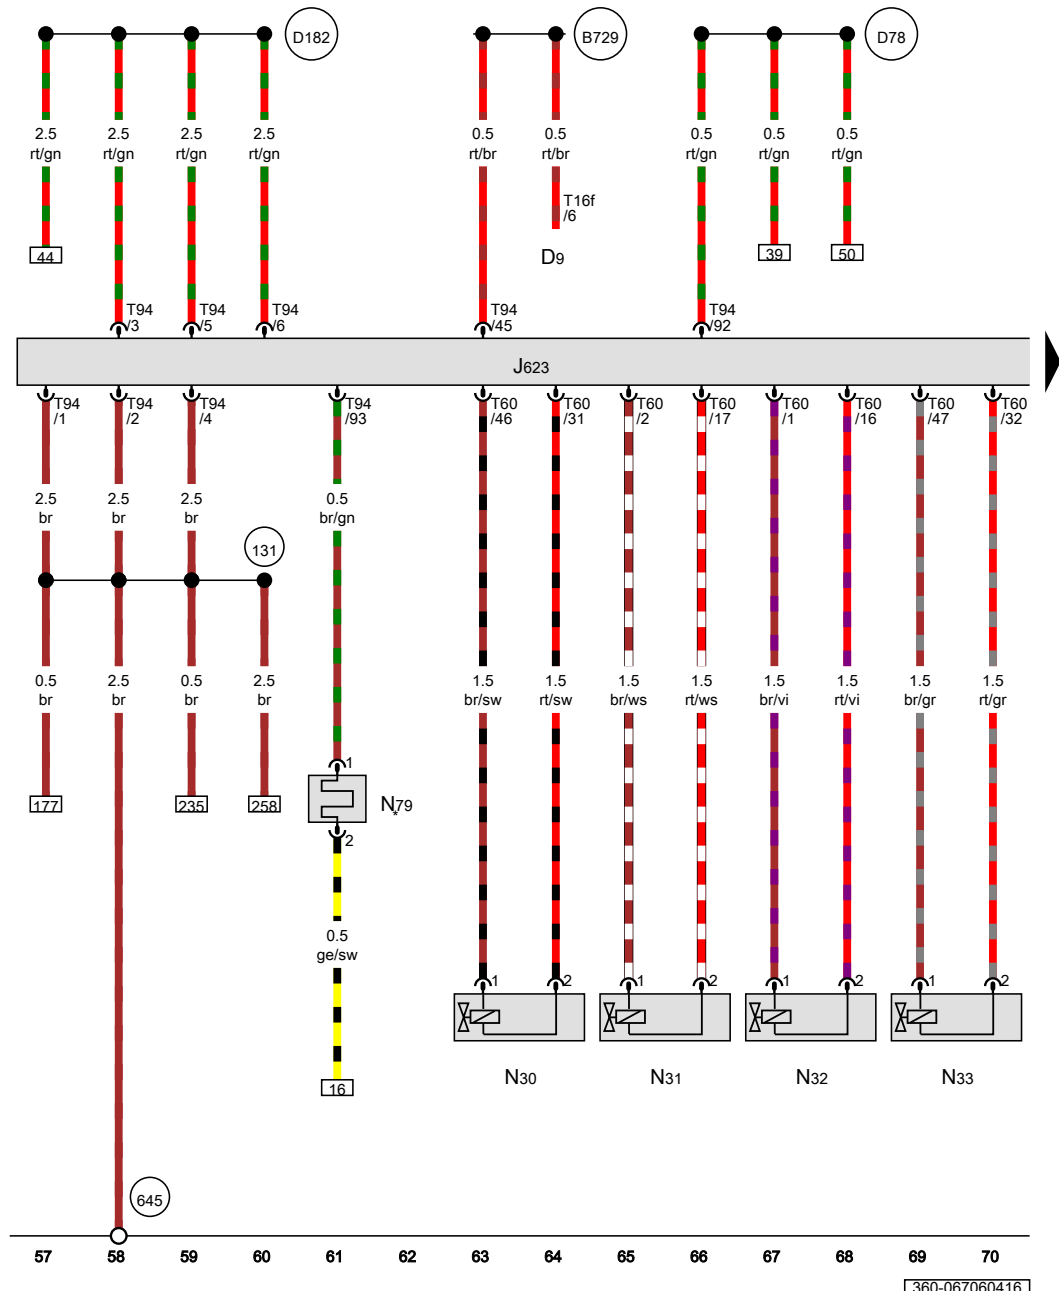 D182 B729 D78
2.5 2.5 2.5 2.5 0.5 0.5 0.5 0.5 0.5
rt/gn rt/gn rt/gn rt/gn rt/br rt/br rt/gn rt/gn rt/gn
T16f
/6
44 D9 39 50
T94 T94 T94 T94 T94
/3 /5 /6 /45 /92
J623
T94 T94 T94 T94 T60 T60 T60 T60 T60 T60 T60 T60
/1 /2 /4 /93 /46 /31 /2 /17 /1 /16 /47 /32
2.5 2.5 2.5 0.5
br br br br/gn
131
0.5 2.5 0.5 2.5 1.5 1.5 1.5 1.5 1.5 1.5 1.5 1.5
br br br br br/sw rt/sw br/ws rt/ws br/vi rt/vi br/gr rt/gr
1
177 235 258 N79
*
2
0.5
ge/sw
1 2 1 2 1 2 1 2
N30 N31 N32 N33
16
645
57 58 59 60 61 62 63 64 65 66 67 68 69 70
360-067060416